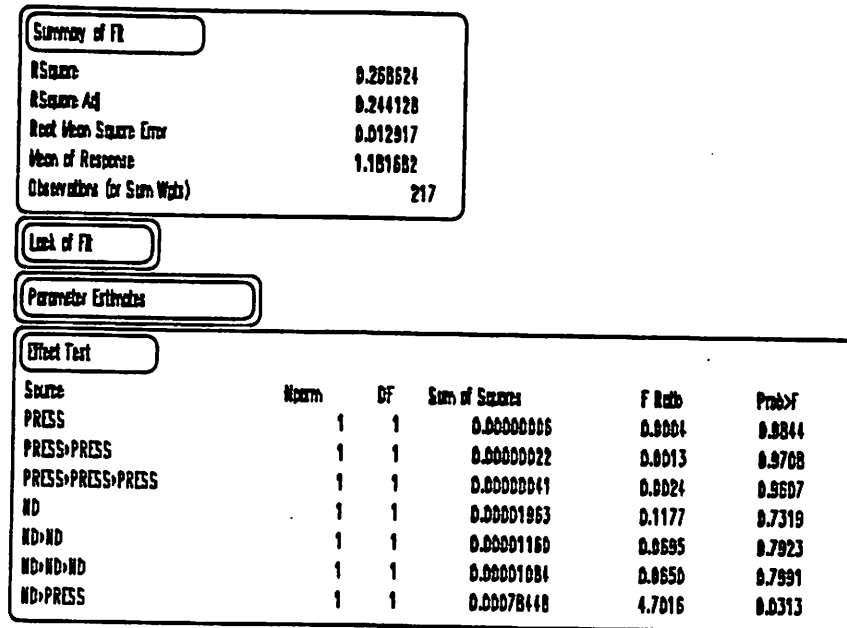 Summary of Fit
RSquare 0.268624
RSquare Adj 0.244128
Root Mean Square Error 0.012917
Mean of Response 1.181682
Observations (or Sum Wgts) 217
Lack of Fit
Parameter Estimates
Effect Test
Source Nparm DF Sum of Squares F Ratio Prob>F
PRESS 1 1 0.00000006 0.0004 0.9844
PRESS*PRESS 1 1 0.00000022 0.0013 0.9708
PRESS*PRESS*PRESS 1 1 0.00000041 0.0024 0.9607
ND 1 1 0.00001963 0.1177 0.7319
ND*ND 1 1 0.00001160 0.0695 0.7923
ND*ND*ND 1 1 0.00001084 0.0650 0.7991
ND*PRESS 1 1 0.00078448 4.7016 0.0313